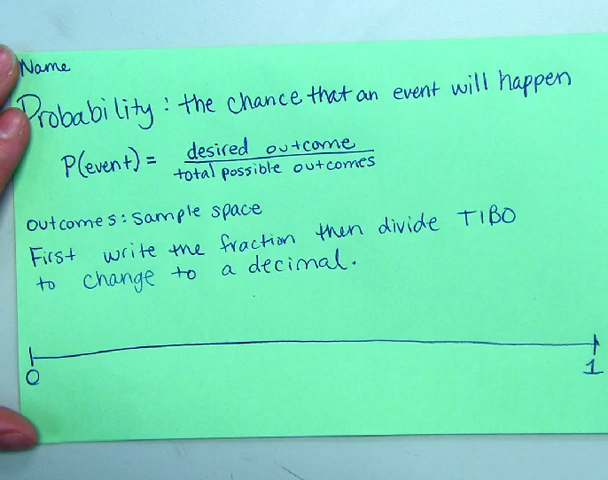 Name
Probability: the chance that an event will happen
P(event) = desired outcome
total possible outcomes
outcomes: sample space
First write the fraction then divide TIBO
to change to a decimal.
0 1